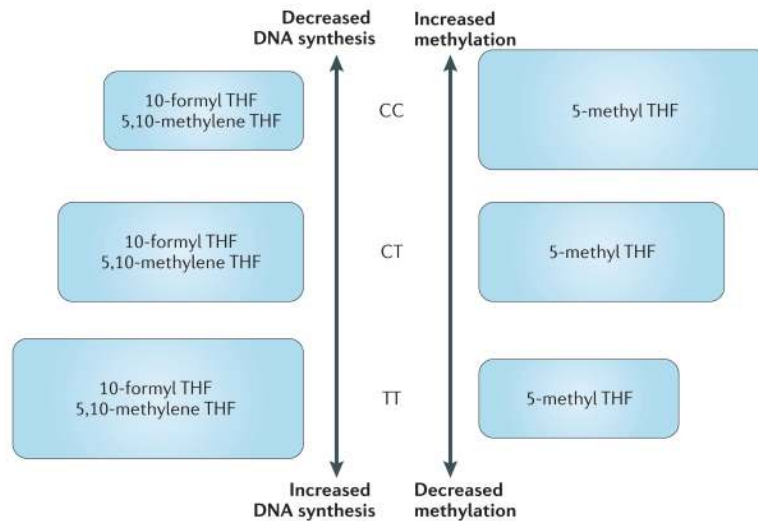 Decreased
DNA synthesis
Increased
methylation
10-formyl THF
5,10-methylene THF
CC
5-methyl THF
10-formyl THF
5,10-methylene THF
CT
5-methyl THF
10-formyl THF
5,10-methylene THF
TT
5-methyl THF
Increased
DNA synthesis
Decreased
methylation